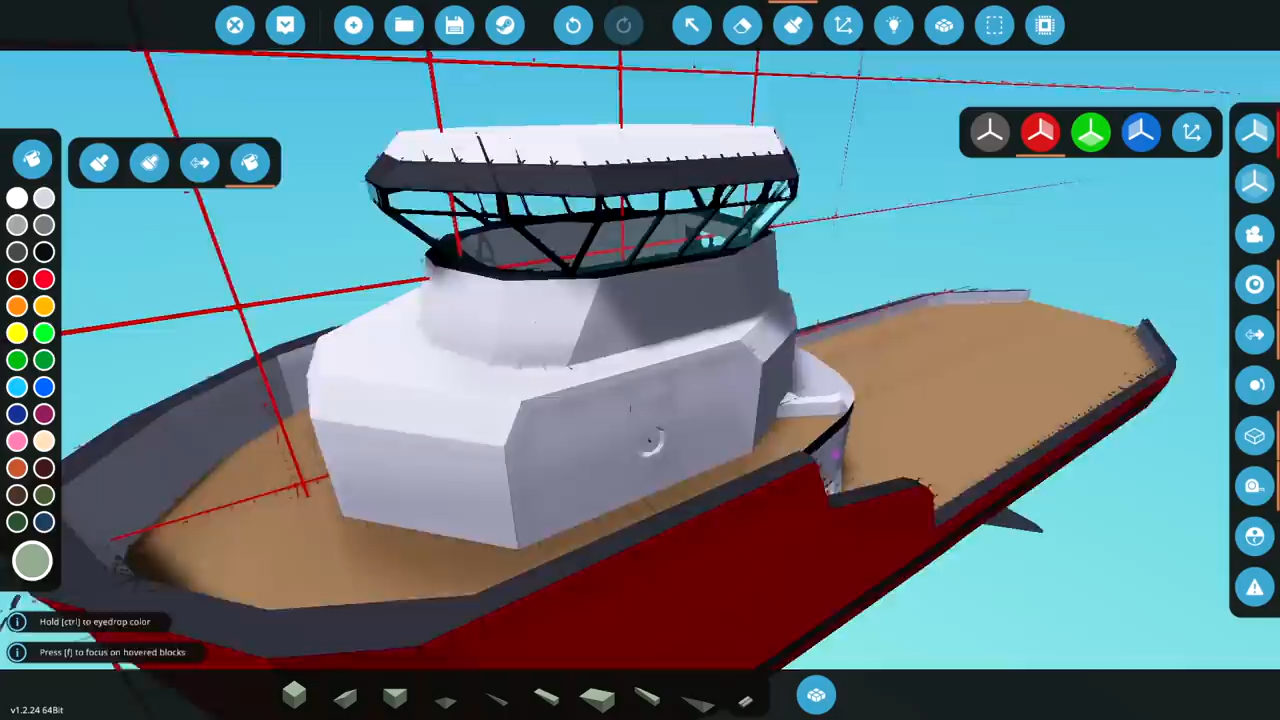 Hold [ctrl] to eyedrop color
Press [f] to focus on hovered blocks
v1.2.24 64Bit